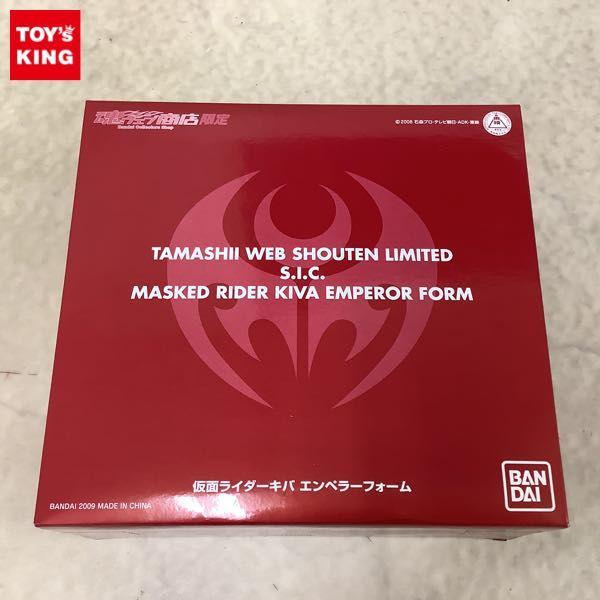 TOY's
KING
魂ウェブ商店限定
Bandai Collectors Shop
©2008 石森プロ・テレビ朝日・ADK・東映
TAMASHII WEB SHOUTEN LIMITED
S.I.C.
MASKED RIDER KIVA EMPEROR FORM
仮面ライダーキバ エンペラーフォーム
BANDAI 2009 MADE IN CHINA
BAN
DAI